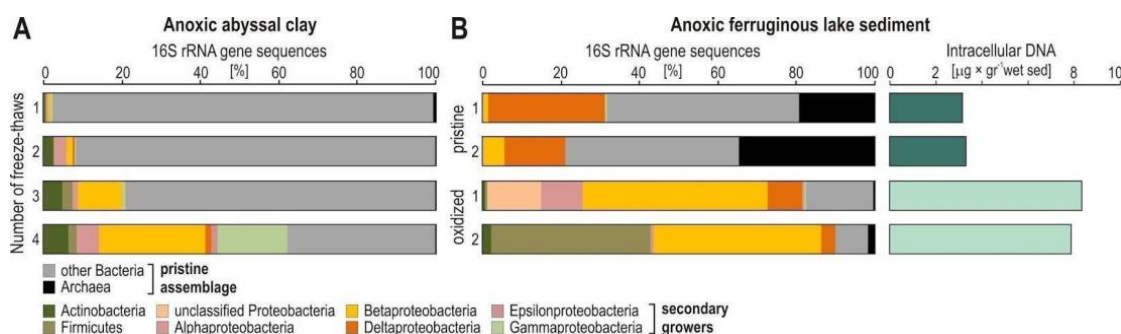 A
Anoxic abyssal clay
16S rRNA gene sequences
[%]
0 20 40 60 80 100
Number of freeze-thaws
1
2
3
4
B
Anoxic ferruginous lake sediment
16S rRNA gene sequences
[%]
0 20 40 60 80 100
Intracellular DNA
[µg × gr⁻¹wet sed]
0 2 4 6 8 10
pristine
1
2
oxidized
1
2
other Bacteria
Archaea
pristine
assemblage
Actinobacteria unclassified Proteobacteria Betaproteobacteria Epsilonproteobacteria secondary
Firmicutes Alphaproteobacteria Deltaproteobacteria Gammaproteobacteria growers